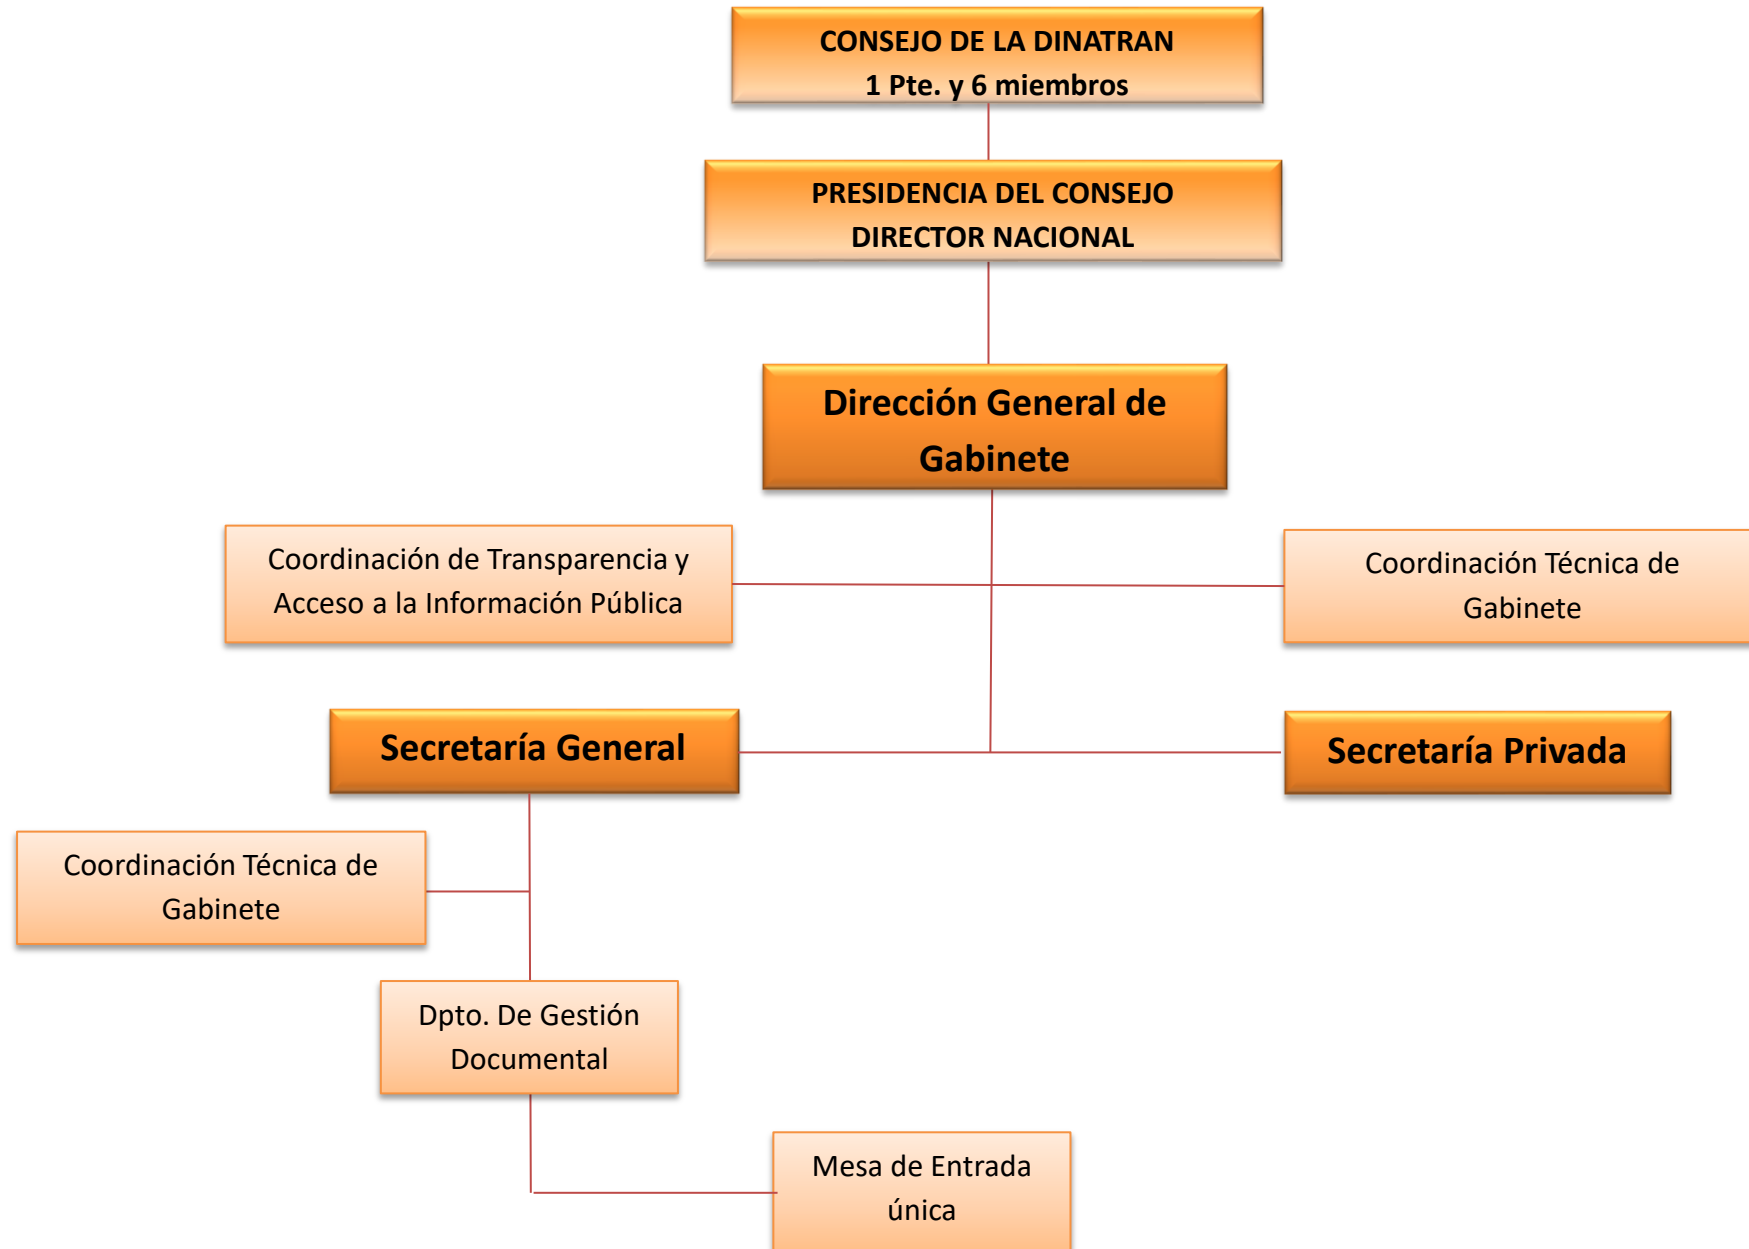 CONSEJO DE LA DINATRAN
1 Pte. y 6 miembros
PRESIDENCIA DEL CONSEJO
DIRECTOR NACIONAL
Dirección General de
Gabinete
Coordinación de Transparencia y
Acceso a la Información Pública
Coordinación Técnica de
Gabinete
Secretaría General
Secretaría Privada
Coordinación Técnica de
Gabinete
Dpto. De Gestión
Documental
Mesa de Entrada
única